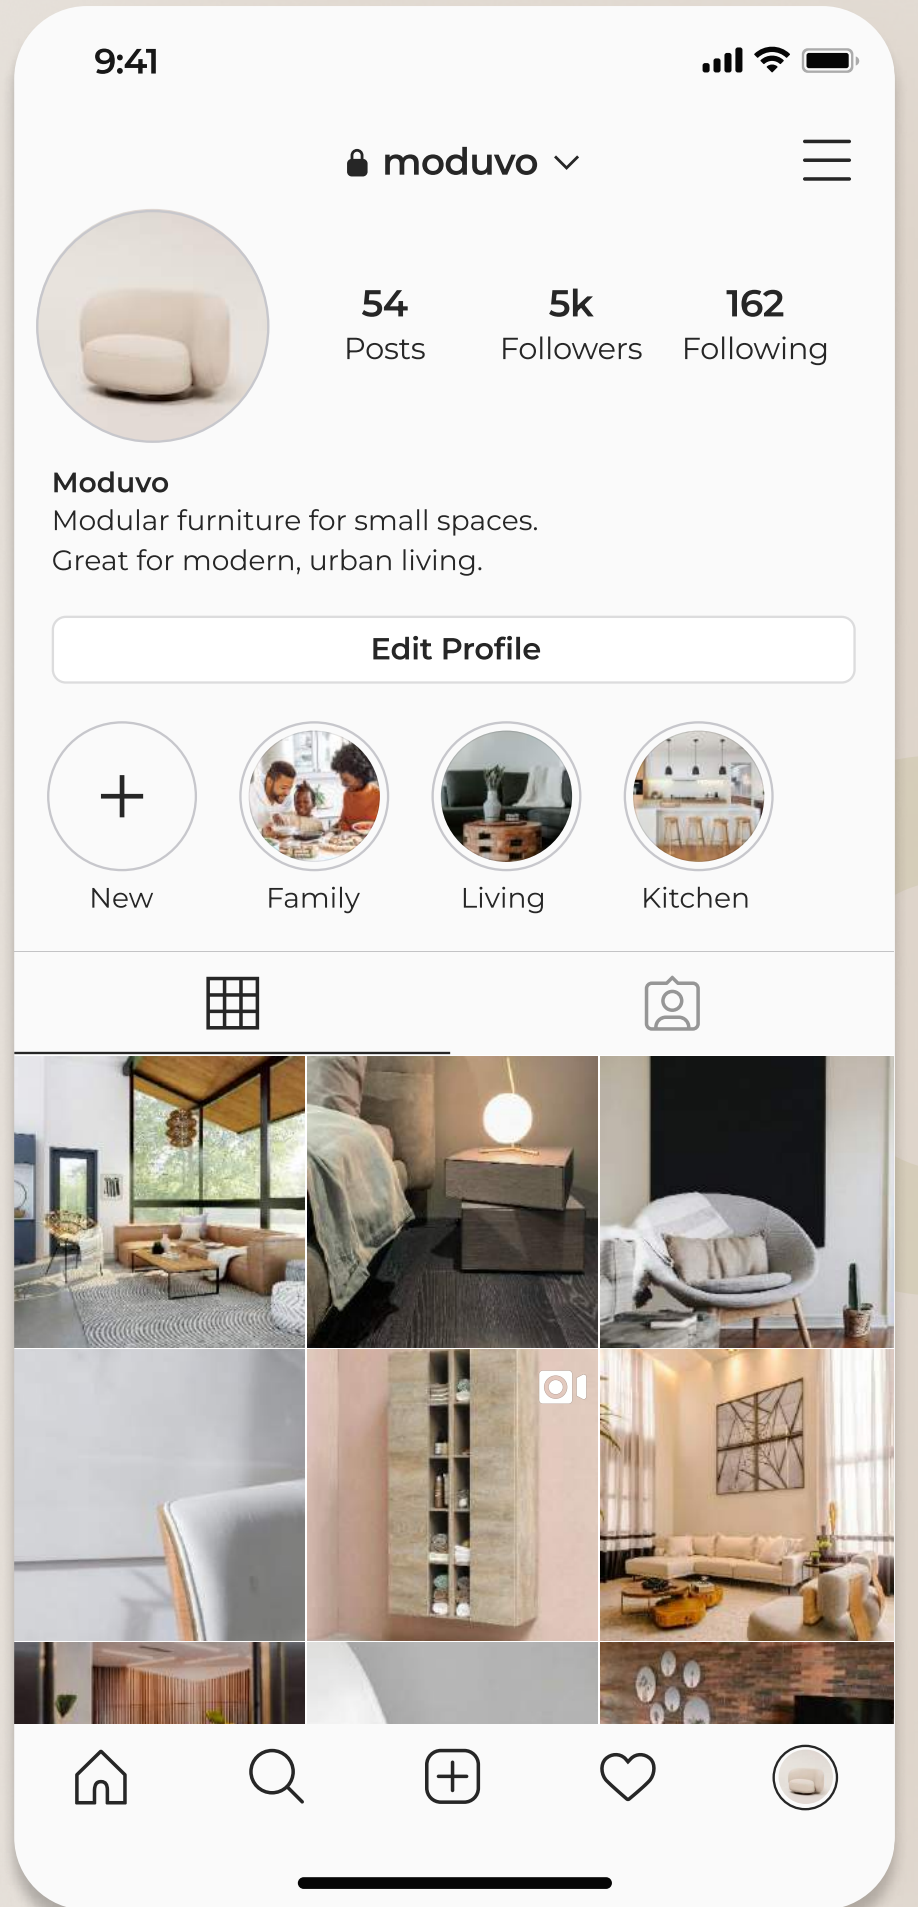 9:41
moduvo
54 5k 162
Posts Followers Following
Moduvo
Modular furniture for small spaces.
Great for modern, urban living.
Edit Profile
New Family Living Kitchen